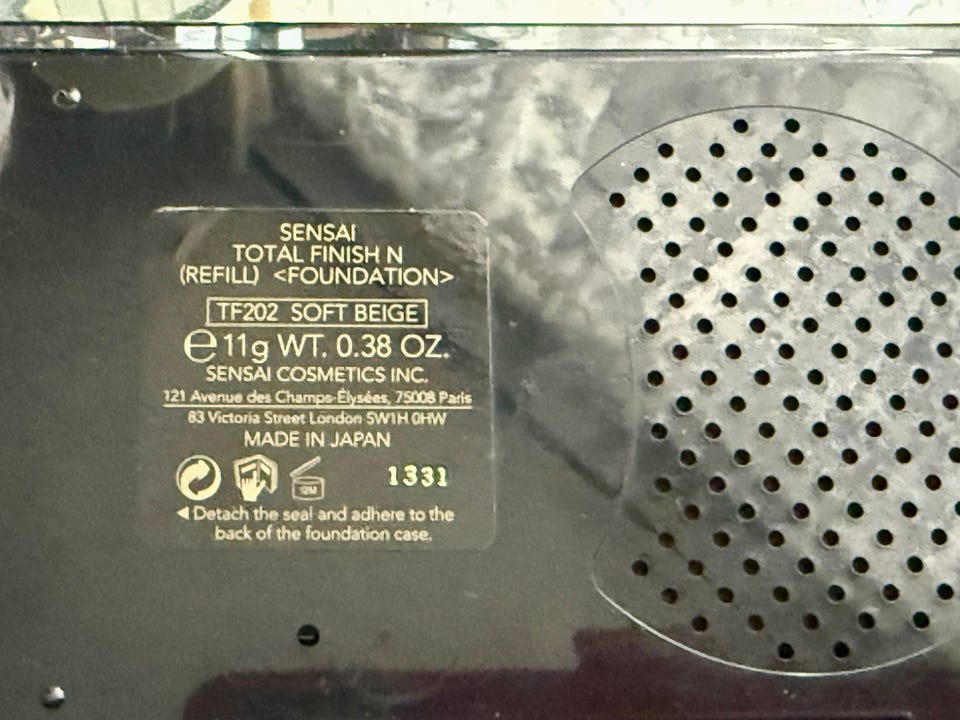 SENSAI
TOTAL FINISH N
(REFILL) <FOUNDATION>
TF202 SOFT BEIGE
℮ 11g WT. 0.38 OZ.
SENSAI COSMETICS INC.
121 Avenue des Champs-Élysées, 75008 Paris
83 Victoria Street London SW1H 0HW
MADE IN JAPAN
12M
1331
◀ Detach the seal and adhere to the
back of the foundation case.